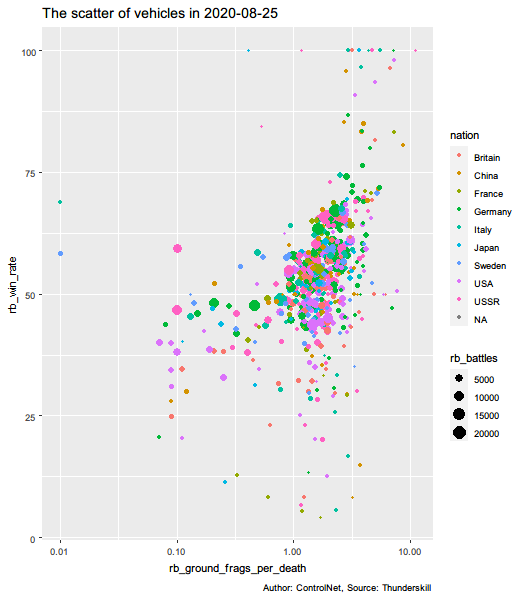 The scatter of vehicles in 2020-08-25
rb_win_rate
100
75
50
25
0
0.01 0.10 1.00 10.00
rb_ground_frags_per_death
nation
Britain
China
France
Germany
Italy
Japan
Sweden
USA
USSR
NA
rb_battles
5000
10000
15000
20000
Author: ControlNet, Source: Thunderskill